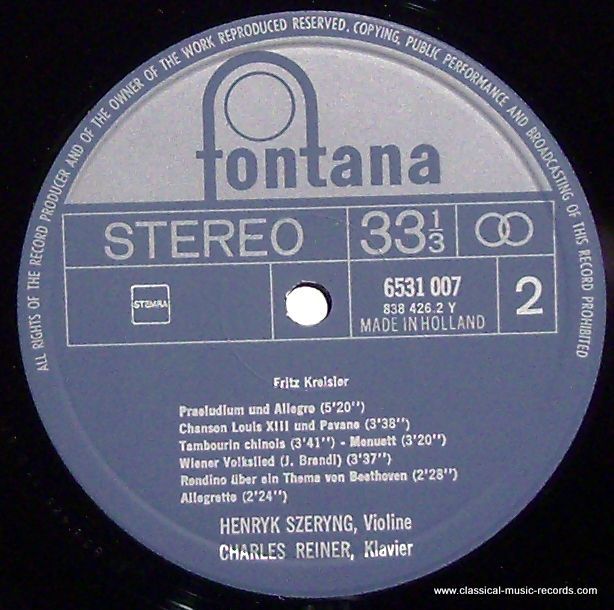 ALL RIGHTS OF THE RECORD PRODUCER AND OF THE OWNER OF THE WORK REPRODUCED RESERVED. COPYING, PUBLIC PERFORMANCE AND BROADCASTING OF THIS RECORD PROHIBITED
fontana
STEREO 33 1/3
STEMRA
6531 007
838 426.2 Y
MADE IN HOLLAND
2
Fritz Kreisler
Praeludium und Allegro (5'20'')
Chanson Louis XIII und Pavane (3'38'')
Tambourin chinois (3'41'') - Menuett (3'20'')
Wiener Volkslied (J. Brandl) (3'37'')
Rondino über ein Thema von Beethoven (2'28'')
Allegretto (2'24'')
HENRYK SZERYNG, Violine
CHARLES REINER, Klavier
www.classical-music-records.com